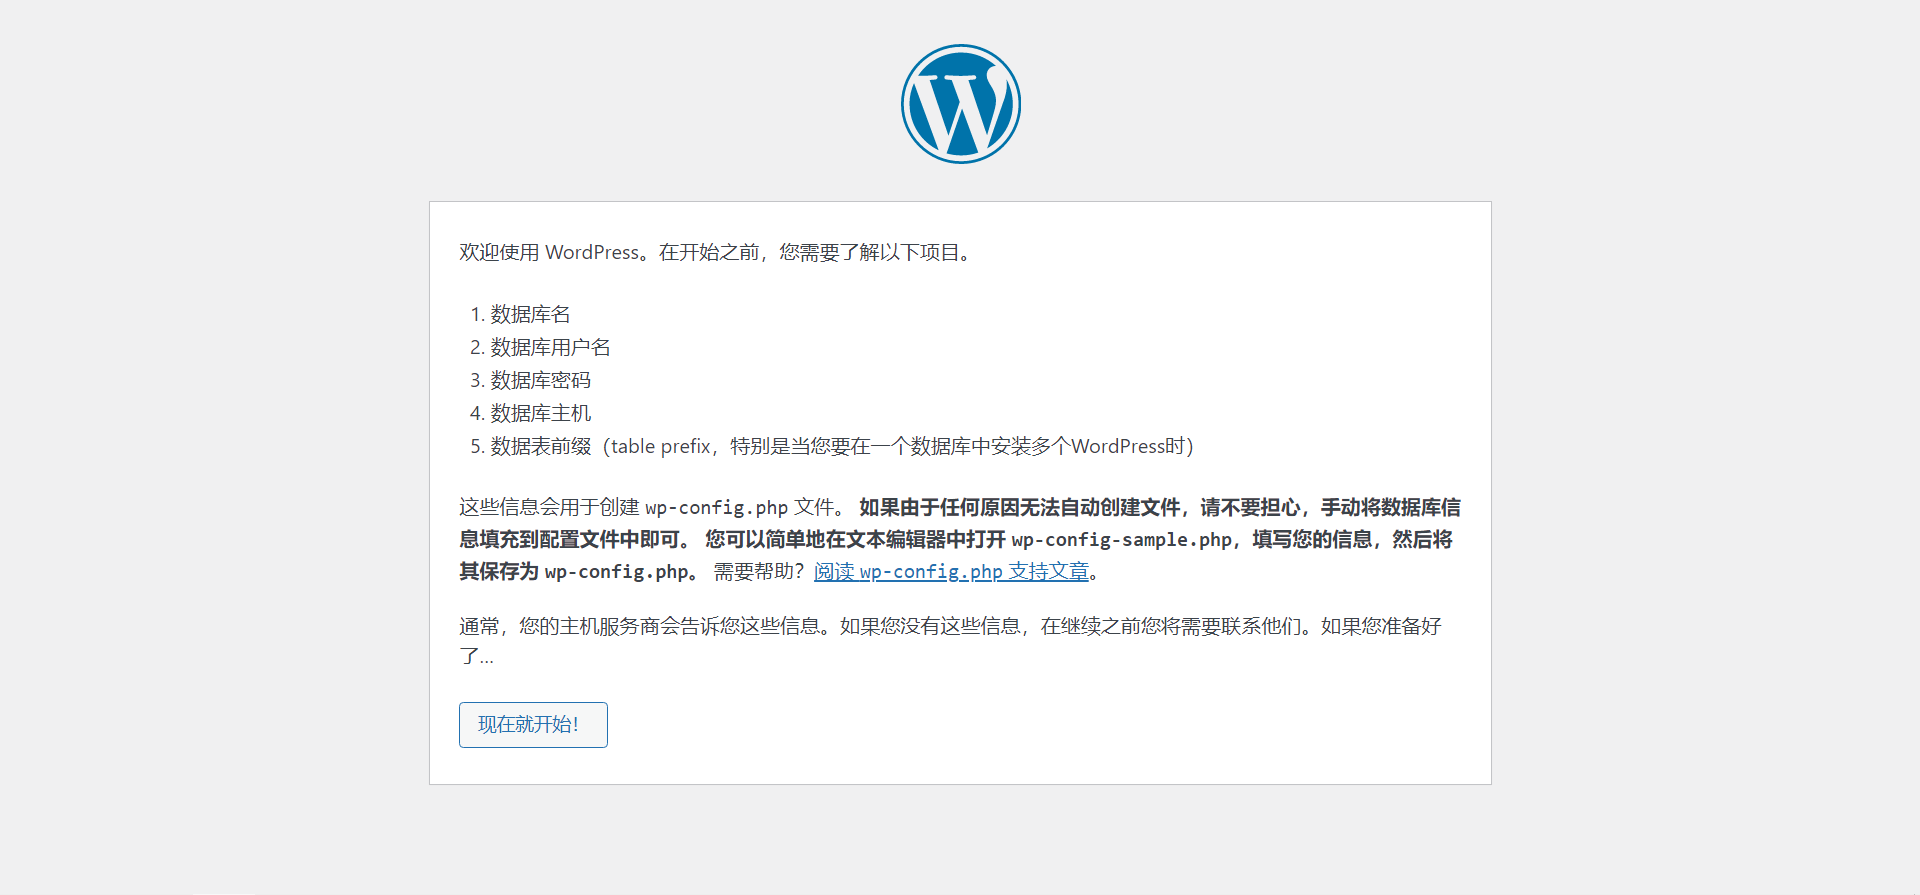 欢迎使用 WordPress。在开始之前，您需要了解以下项目。
1. 数据库名
2. 数据库用户名
3. 数据库密码
4. 数据库主机
5. 数据表前缀（table prefix，特别是当您要在一个数据库中安装多个WordPress时）
这些信息会用于创建 wp-config.php 文件。 如果由于任何原因无法自动创建文件，请不要担心，手动将数据库信
息填充到配置文件中即可。 您可以简单地在文本编辑器中打开 wp-config-sample.php，填写您的信息，然后将
其保存为 wp-config.php。 需要帮助？阅读 wp-config.php 支持文章。
通常，您的主机服务商会告诉您这些信息。如果您没有这些信息，在继续之前您将需要联系他们。如果您准备好
了…
现在就开始！